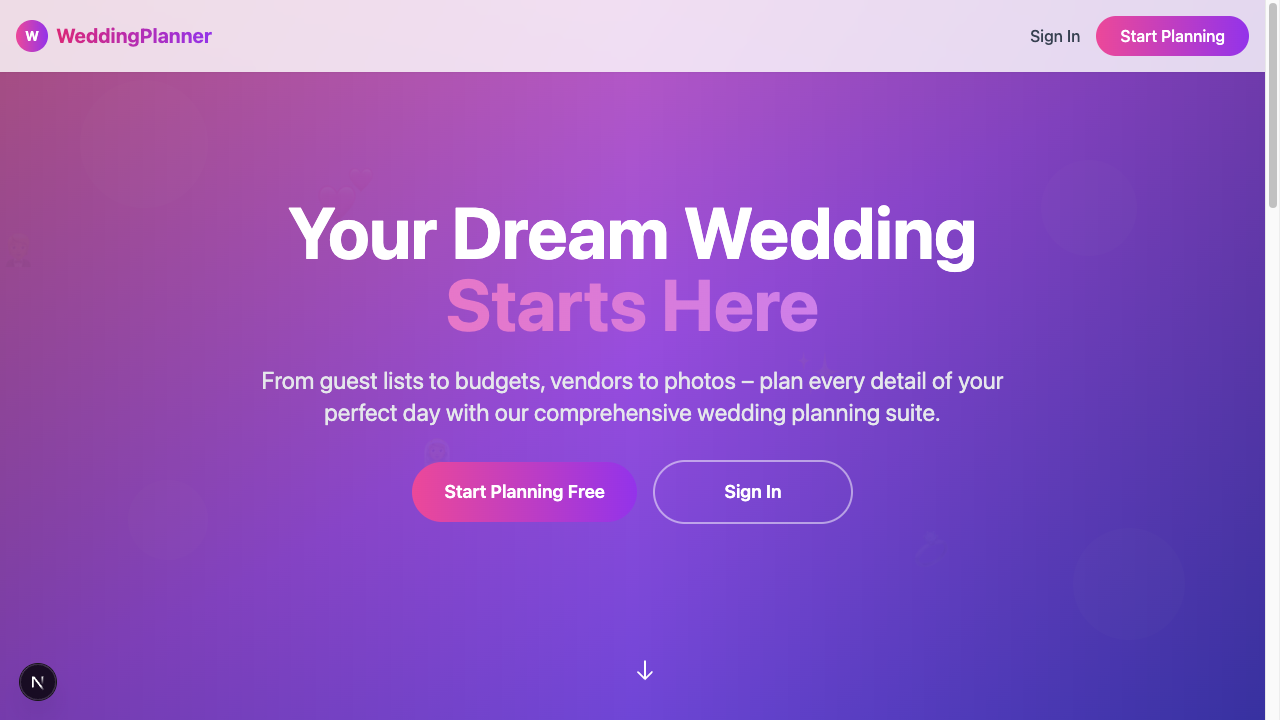 W WeddingPlanner
Sign In
Start Planning
Your Dream Wedding
Starts Here
From guest lists to budgets, vendors to photos – plan every detail of your
perfect day with our comprehensive wedding planning suite.
Start Planning Free
Sign In
N